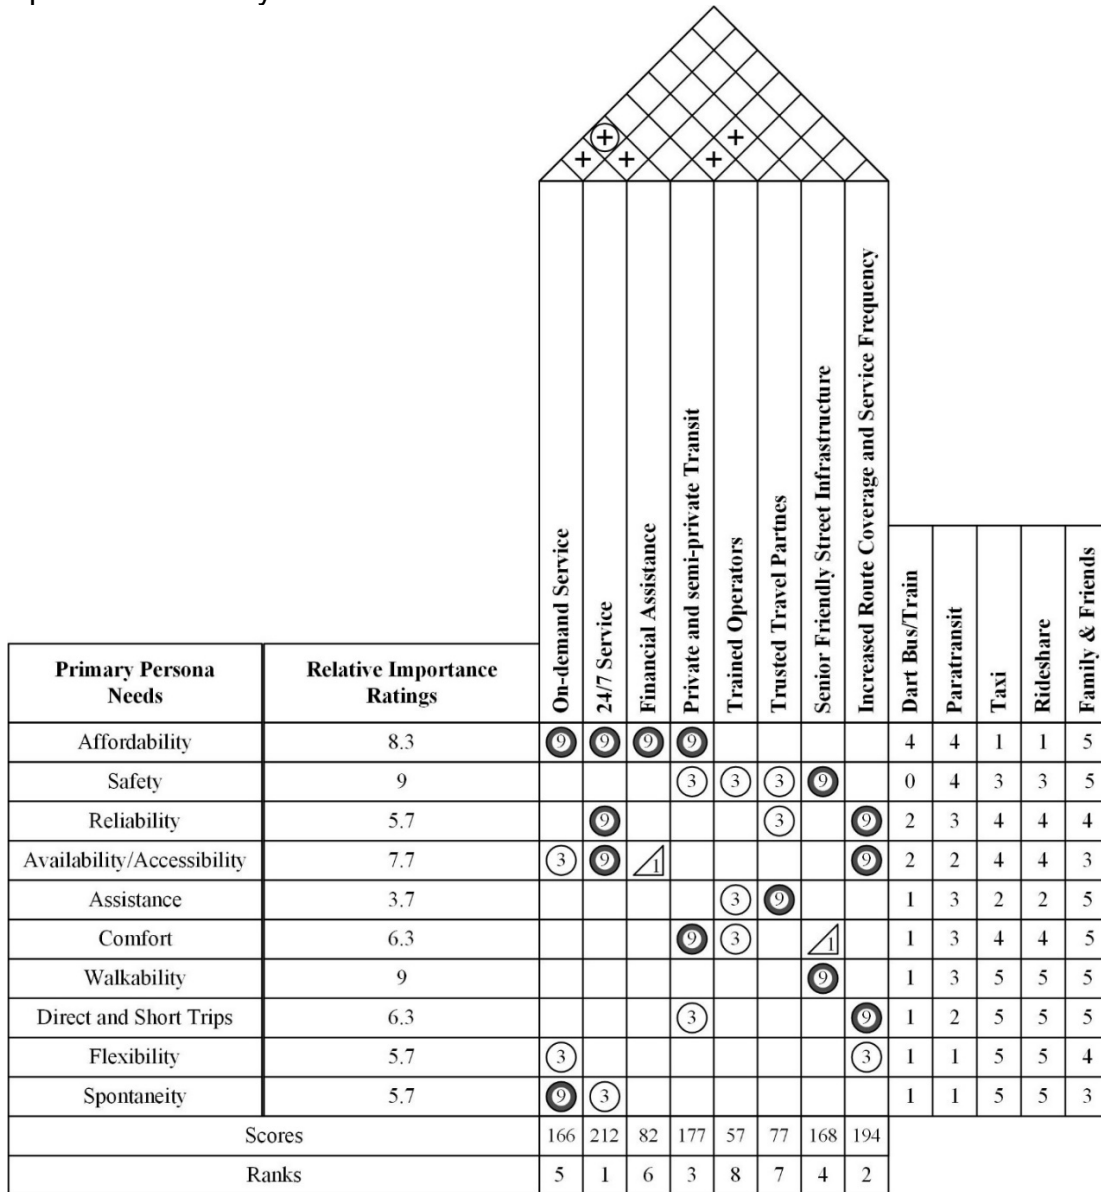 + + + + + +
On-demand Service
24/7 Service
Financial Assistance
Private and semi-private Transit
Trained Operators
Trusted Travel Partnes
Senior Friendly Street Infrastructure
Increased Route Coverage and Service Frequency
Dart Bus/Train
Paratransit
Taxi
Rideshare
Family & Friends
Primary Persona
Needs
Relative Importance
Ratings
Affordability 8.3 9 9 9 9 4 4 1 1 5
Safety 9 3 3 3 9 0 4 3 3 5
Reliability 5.7 9 3 9 2 3 4 4 4
Availability/Accessibility 7.7 3 9 1 9 2 2 4 4 3
Assistance 3.7 3 9 1 3 2 2 5
Comfort 6.3 9 3 1 1 3 4 4 5
Walkability 9 9 1 3 5 5 5
Direct and Short Trips 6.3 3 9 1 2 5 5 5
Flexibility 5.7 3 3 1 1 5 5 4
Spontaneity 5.7 9 3 1 1 5 5 3
Scores 166 212 82 177 57 77 168 194
Ranks 5 1 6 3 8 7 4 2